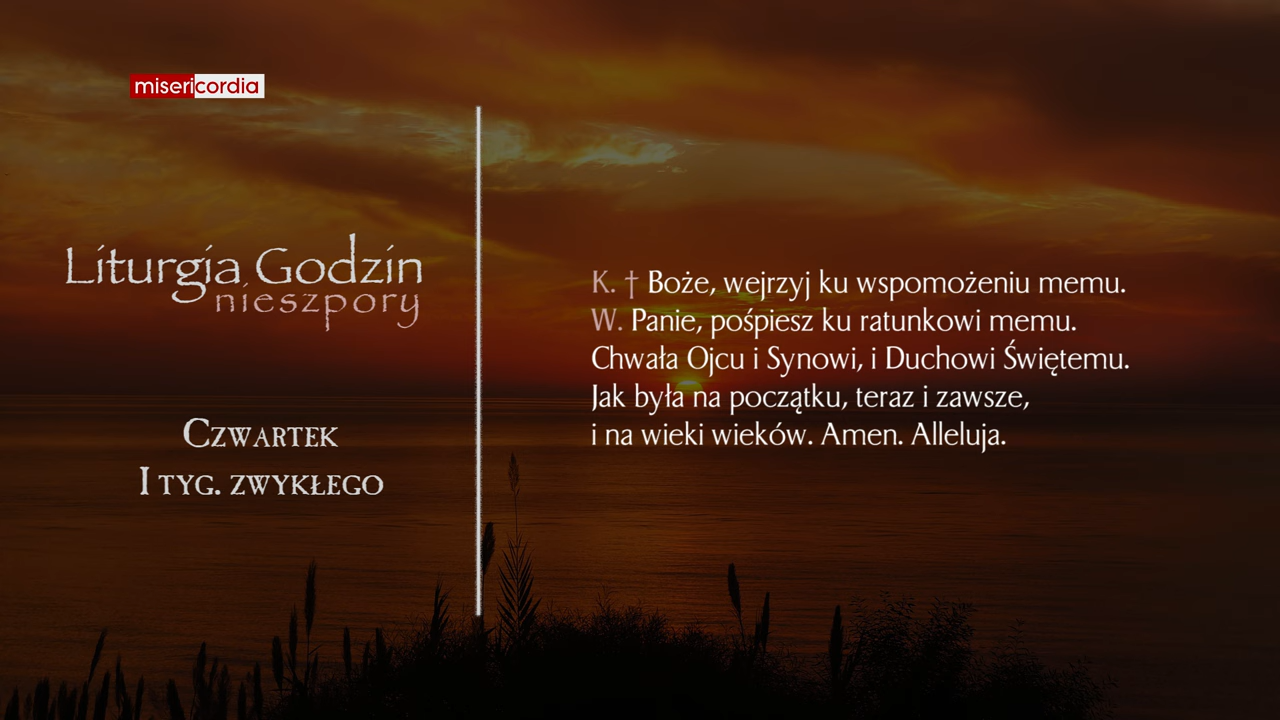 misericordia
Liturgia Godzin
nieszpory
Czwartek
I tyg. zwykłego
K. † Boże, wejrzyj ku wspomożeniu memu.
W. Panie, pośpiesz ku ratunkowi memu.
Chwała Ojcu i Synowi, i Duchowi Świętemu.
Jak była na początku, teraz i zawsze,
i na wieki wieków. Amen. Alleluja.